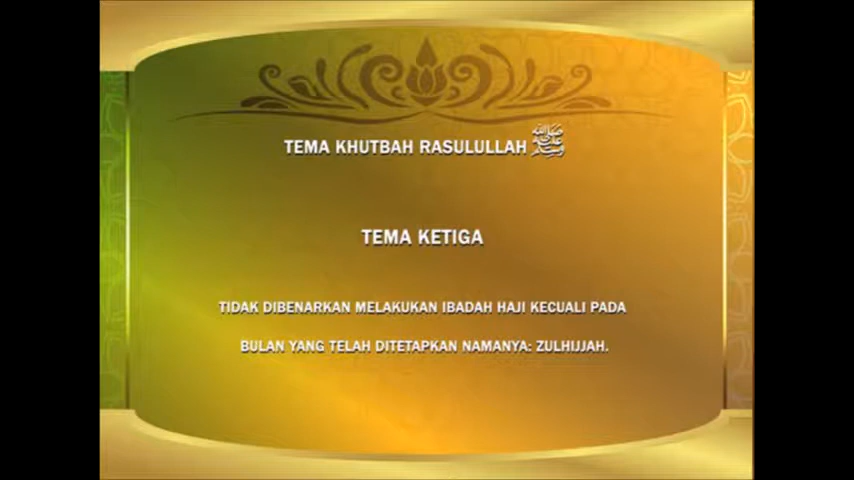 TEMA KHUTBAH RASULULLAH ﷺ
TEMA KETIGA
TIDAK DIBENARKAN MELAKUKAN IBADAH HAJI KECUALI PADA
BULAN YANG TELAH DITETAPKAN NAMANYA: ZULHIJJAH.